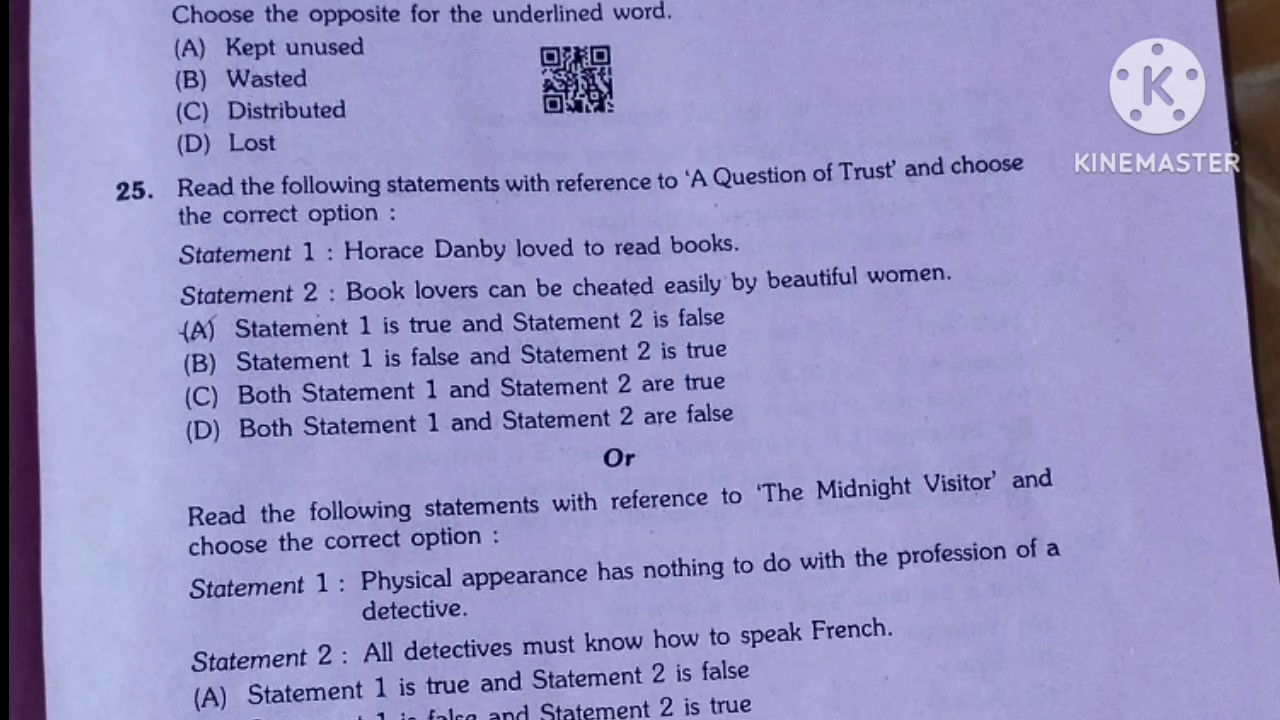 Choose the opposite for the underlined word.
(A) Kept unused
(B) Wasted
(C) Distributed
(D) Lost
K
KINEMASTER
25. Read the following statements with reference to 'A Question of Trust' and choose
the correct option :
Statement 1 : Horace Danby loved to read books.
Statement 2 : Book lovers can be cheated easily by beautiful women.
(A) Statement 1 is true and Statement 2 is false
(B) Statement 1 is false and Statement 2 is true
(C) Both Statement 1 and Statement 2 are true
(D) Both Statement 1 and Statement 2 are false
Or
Read the following statements with reference to 'The Midnight Visitor' and
choose the correct option :
Statement 1 : Physical appearance has nothing to do with the profession of a
detective.
Statement 2 : All detectives must know how to speak French.
(A) Statement 1 is true and Statement 2 is false
1 is false and Statement 2 is true